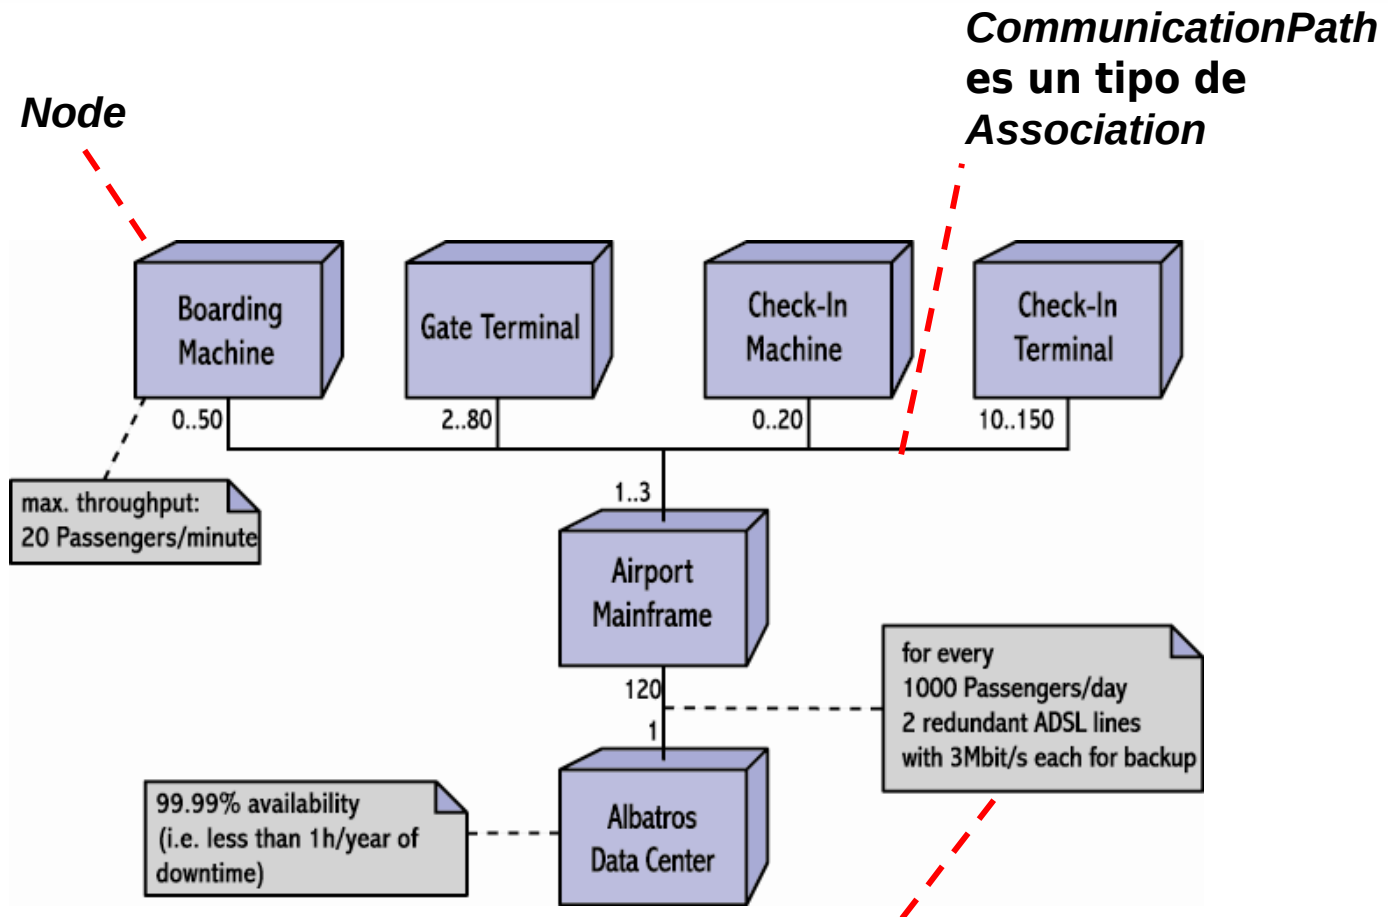 CommunicationPath
es un tipo de
Association
Node
Boarding
Machine
Gate Terminal
Check-In
Machine
Check-In
Terminal
0..50
2..80
0..20
10..150
max. throughput:
20 Passengers/minute
1..3
Airport
Mainframe
120
1
for every
1000 Passengers/day
2 redundant ADSL lines
with 3Mbit/s each for backup
99.99% availability
(i.e. less than 1h/year of
downtime)
Albatros
Data Center